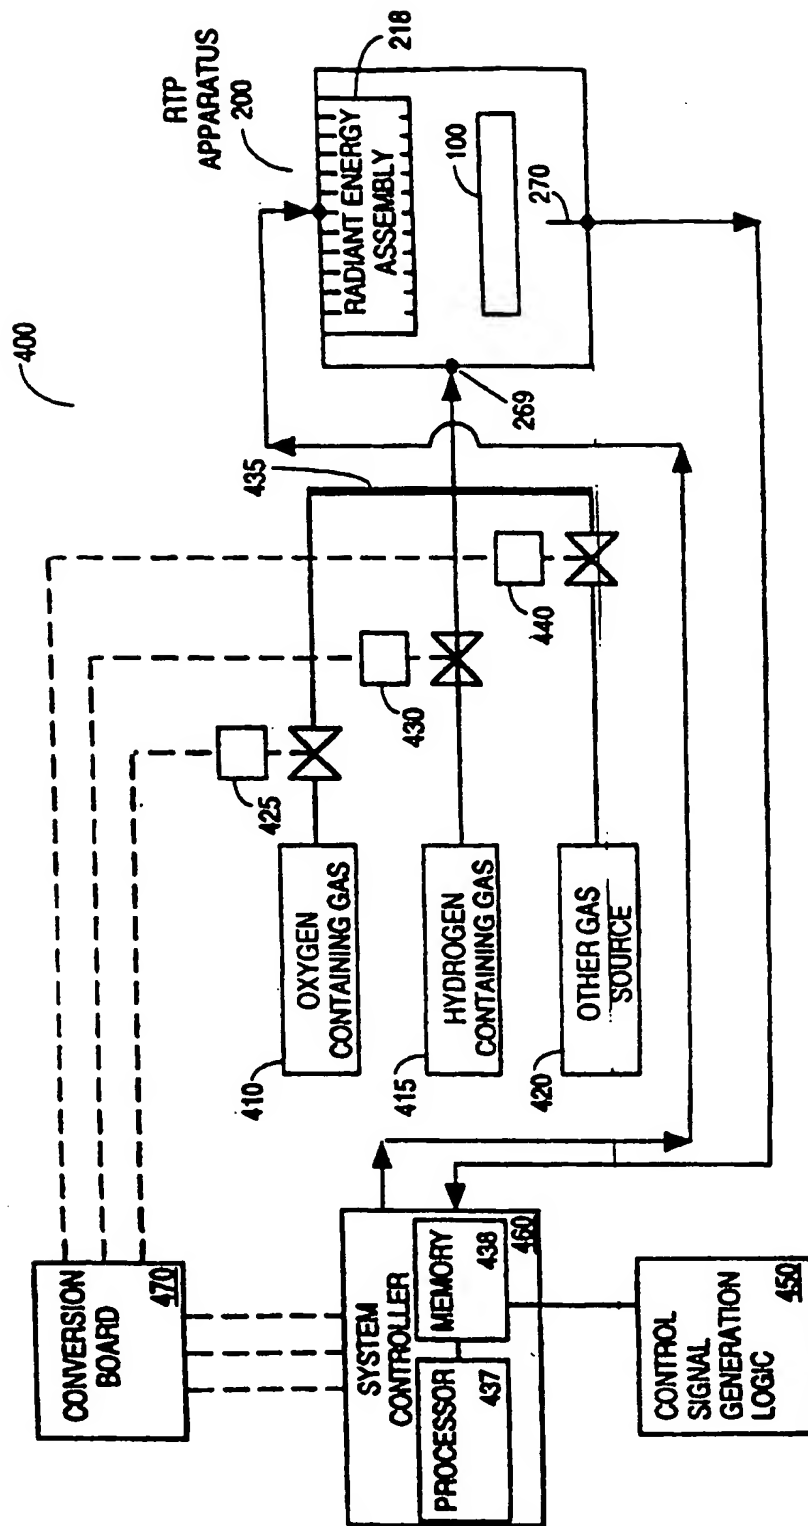 400
RTP
APPARATUS
200
218
RADIANT ENERGY
ASSEMBLY
100
270
269
435
440
430
425
OXYGEN
CONTAINING GAS
410
HYDROGEN
CONTAINING GAS
415
OTHER GAS
SOURCE
420
CONVERSION
BOARD
470
SYSTEM
CONTROLLER
460
PROCESSOR
437
MEMORY
438
CONTROL
SIGNAL
GENERATION
LOGIC
450